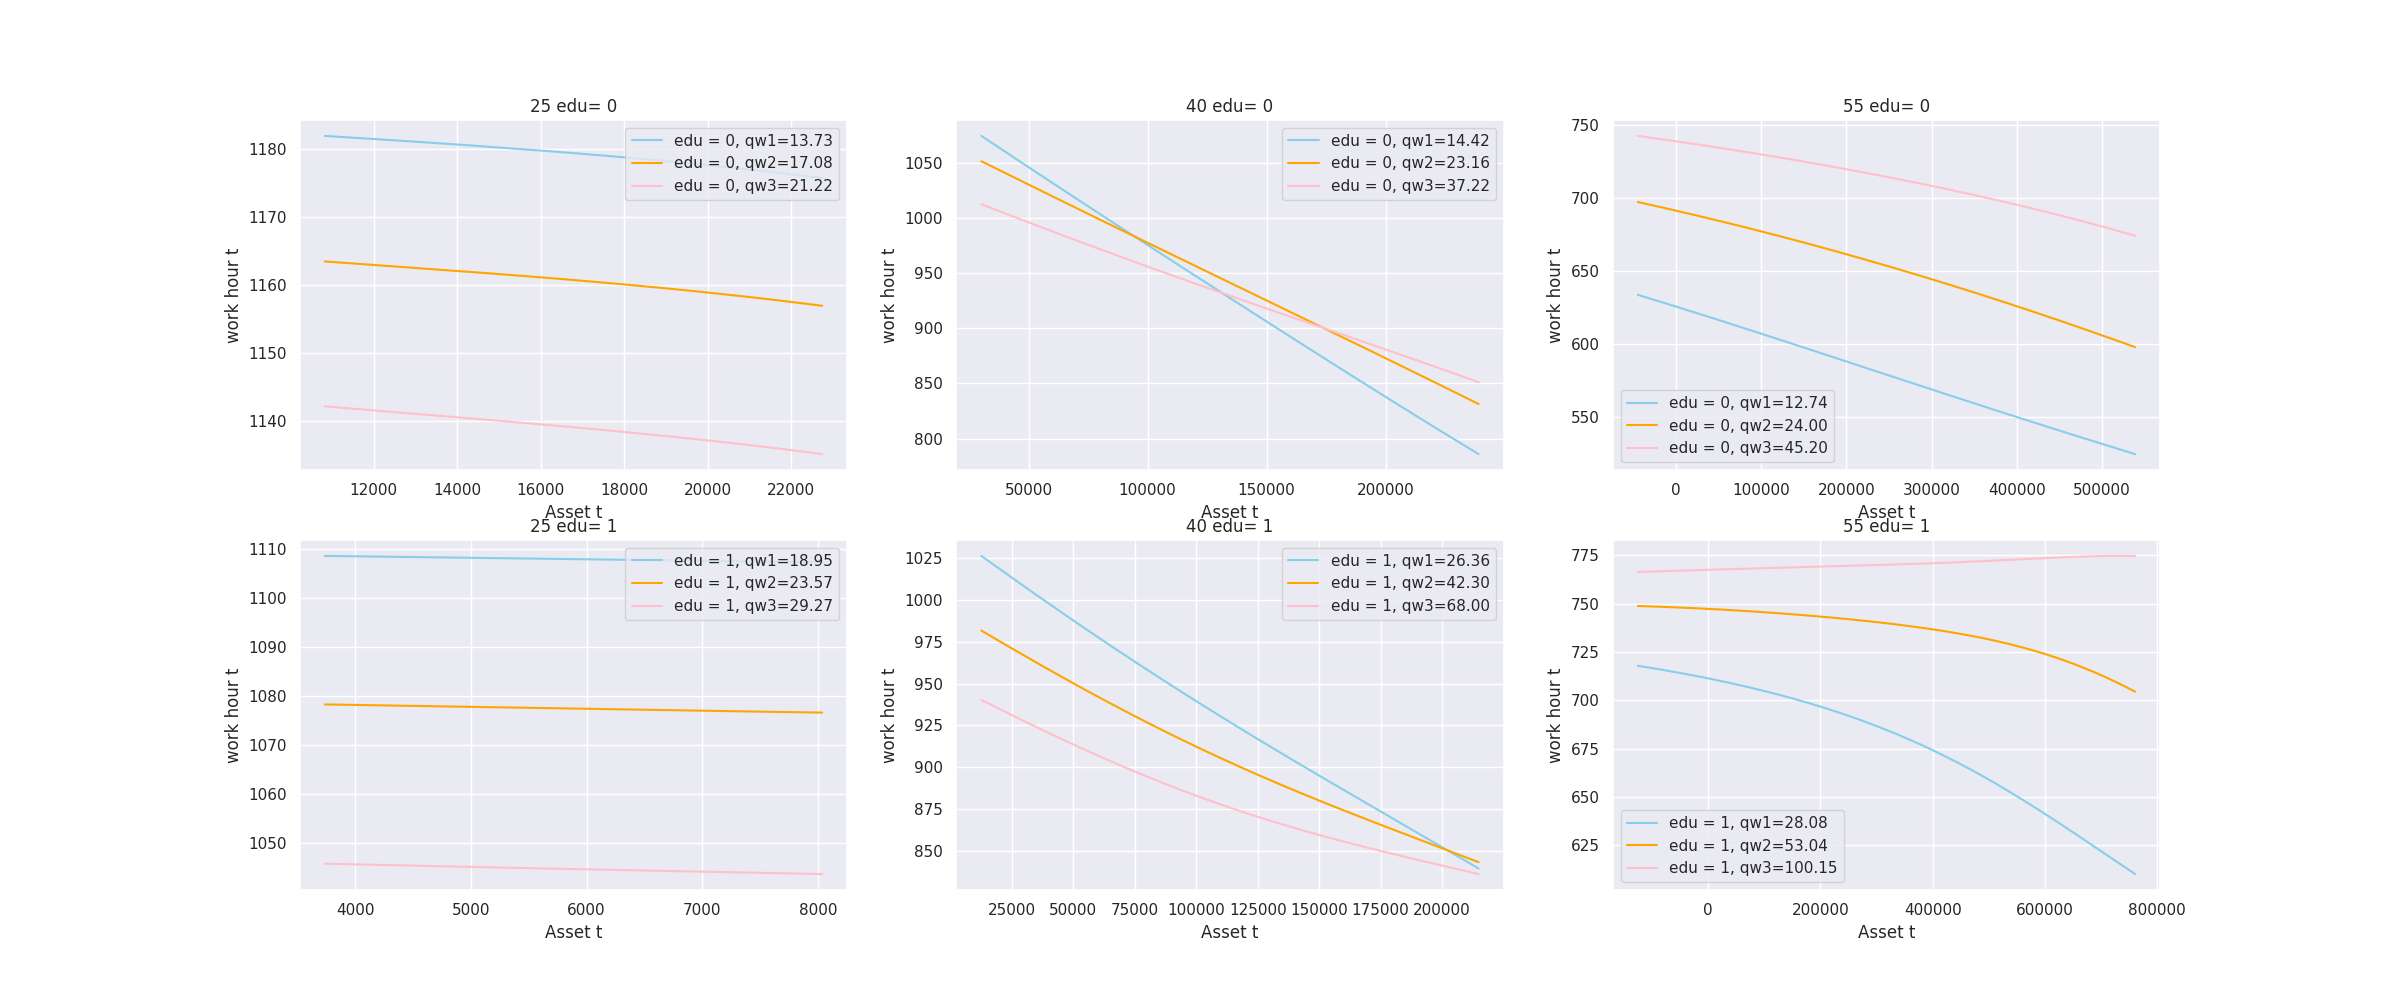 25 edu= 0
edu = 0, qw1=13.73
edu = 0, qw2=17.08
edu = 0, qw3=21.22
work hour t
1180
1170
1160
1150
1140
12000 14000 16000 18000 20000 22000
Asset t
40 edu= 0
edu = 0, qw1=14.42
edu = 0, qw2=23.16
edu = 0, qw3=37.22
work hour t
1050
1000
950
900
850
800
50000 100000 150000 200000
Asset t
55 edu= 0
edu = 0, qw1=12.74
edu = 0, qw2=24.00
edu = 0, qw3=45.20
work hour t
750
700
650
600
550
0 100000 200000 300000 400000 500000
Asset t
25 edu= 1
edu = 1, qw1=18.95
edu = 1, qw2=23.57
edu = 1, qw3=29.27
work hour t
1110
1100
1090
1080
1070
1060
1050
4000 5000 6000 7000 8000
Asset t
40 edu= 1
edu = 1, qw1=26.36
edu = 1, qw2=42.30
edu = 1, qw3=68.00
work hour t
1025
1000
975
950
925
900
875
850
25000 50000 75000 100000 125000 150000 175000 200000
Asset t
55 edu= 1
edu = 1, qw1=28.08
edu = 1, qw2=53.04
edu = 1, qw3=100.15
work hour t
775
750
725
700
675
650
625
0 200000 400000 600000 800000
Asset t